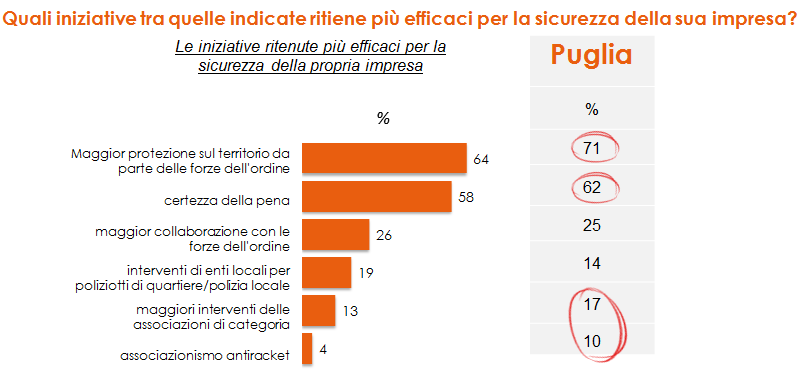 Quali iniziative tra quelle indicate ritiene più efficaci per la sicurezza della sua impresa?
Le iniziative ritenute più efficaci per la
sicurezza della propria impresa
Puglia
%
%
Maggior protezione sul territorio da
parte delle forze dell'ordine
64
71
certezza della pena
58
62
maggior collaborazione con le
forze dell'ordine
26
25
interventi di enti locali per
poliziotti di quartiere/polizia locale
19
14
maggiori interventi delle
associazioni di categoria
13
17
associazionismo antiracket
4
10